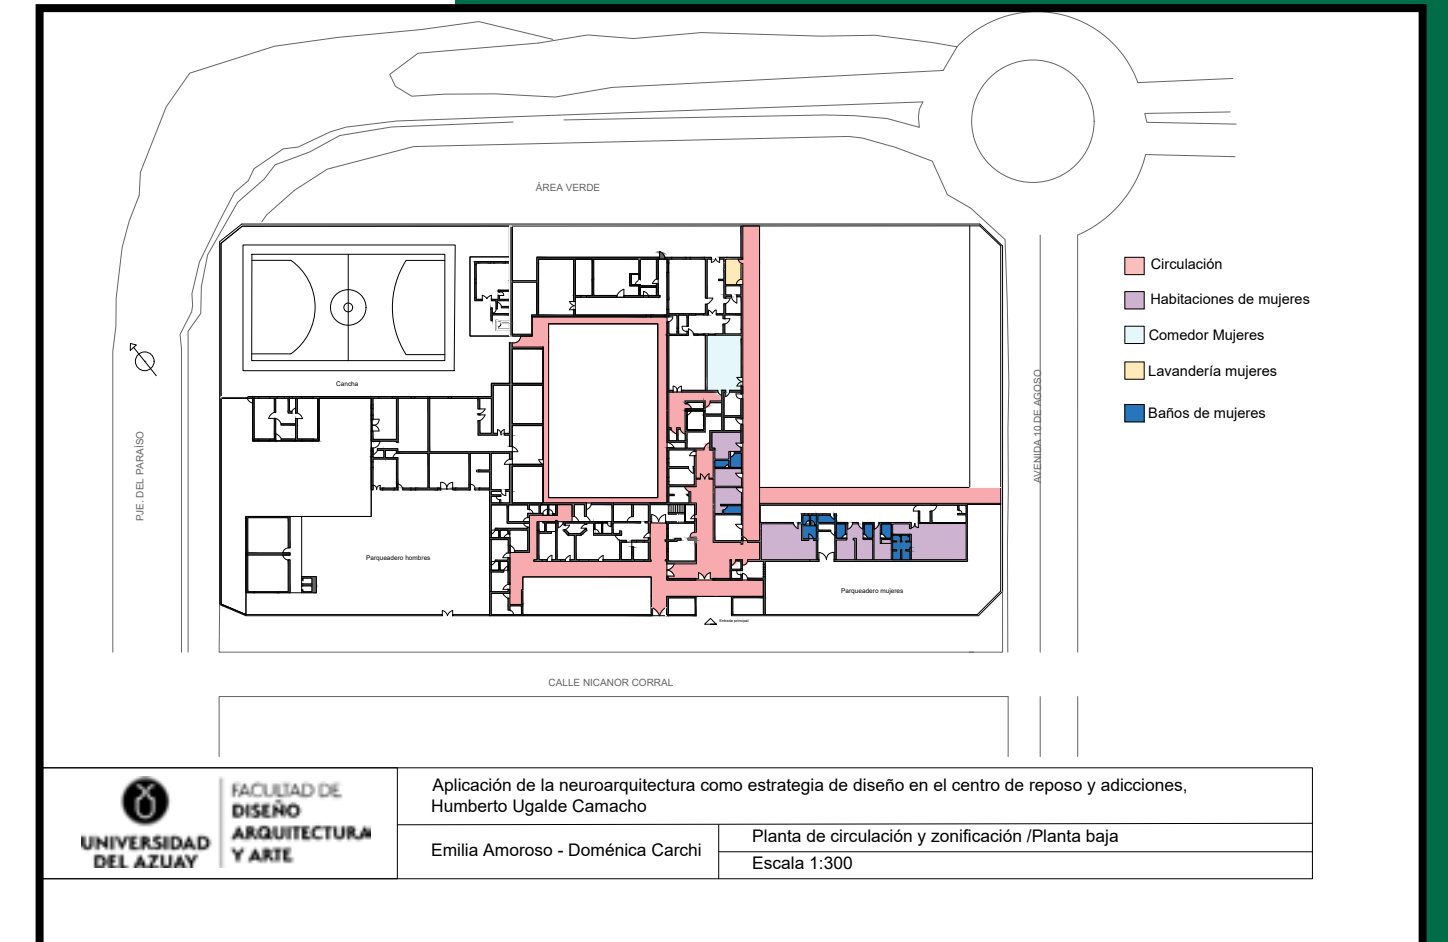 ÁREA VERDE
Circulación
Habitaciones de mujeres
Comedor Mujeres
Lavandería mujeres
Baños de mujeres
Cancha
PJE. DEL PARAÍSO
AVENIDA 10 DE AGOSO
Parqueadero hombres
Parqueadero mujeres
Entrada principal
CALLE NICANOR CORRAL
UNIVERSIDAD
DEL AZUAY
FACULTAD DE
DISEÑO
ARQUITECTURA
Y ARTE
Aplicación de la neuroarquitectura como estrategia de diseño en el centro de reposo y adicciones,
Humberto Ugalde Camacho
Emilia Amoroso - Doménica Carchi
Planta de circulación y zonificación /Planta baja
Escala 1:300